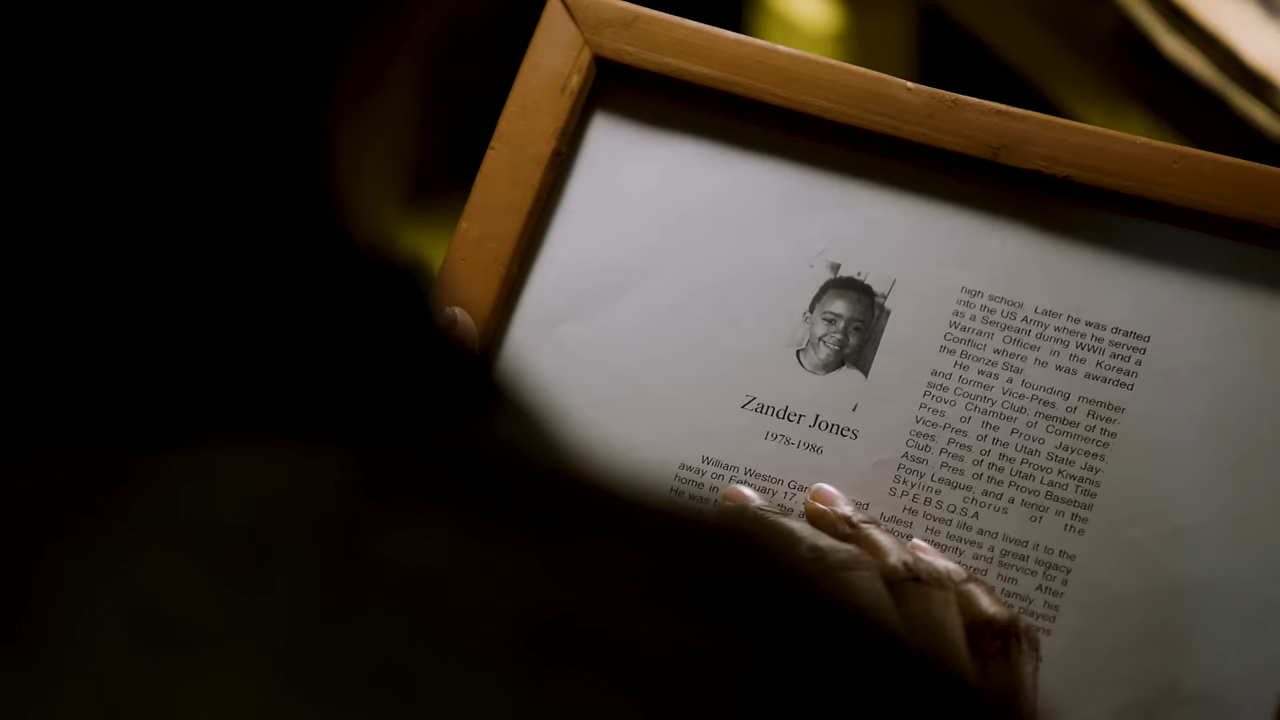 Zander Jones
1978-1986
William Weston
away on February 17,
home in
He was
high school. Later he was drafted
into the US Army where he served
as a Sergeant during WWII and a
Warrant Officer in the Korean
Conflict where he was awarded
the Bronze Star.
He was a founding member
and former Vice-Pres. of River-
side Country Club; member of the
Provo Chamber of Commerce;
Pres. of the Provo Jaycees;
Vice-Pres. of the Utah State Jay-
cees; Pres. of the Provo Kiwanis
Club; Pres. of the Utah Land Title
Assn.; Pres. of the Provo Baseball
Pony League; and a tenor in the
Skyline chorus of the
S.P.E.B.S.Q.S.A.
He loved life and lived it to the
fullest. He leaves a great legacy
integrity, and service for a
him. After
family, his
played